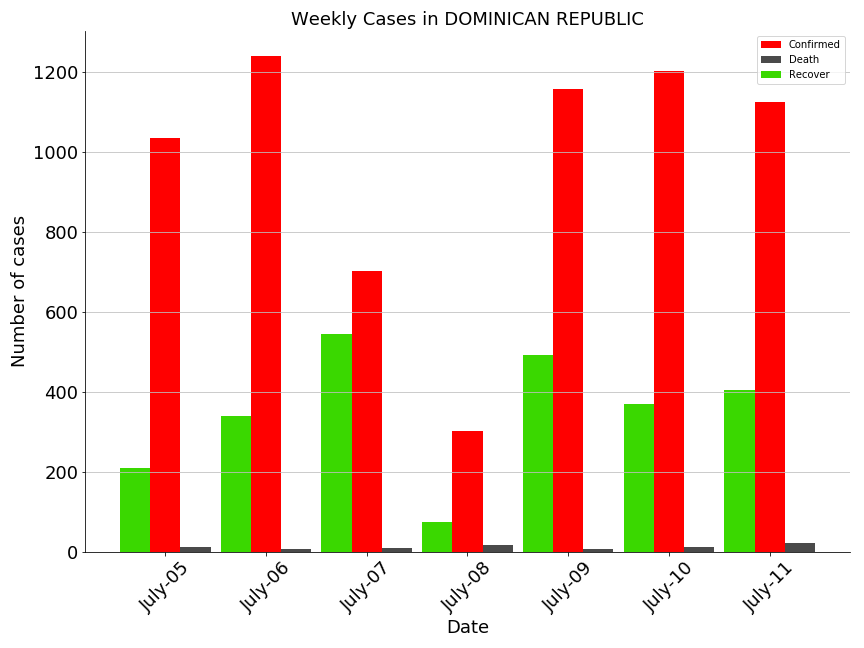 Weekly Cases in DOMINICAN REPUBLIC
Confirmed
Death
Recover
Number of cases
1200
1000
800
600
400
200
0
July-05
July-06
July-07
July-08
July-09
July-10
July-11
Date